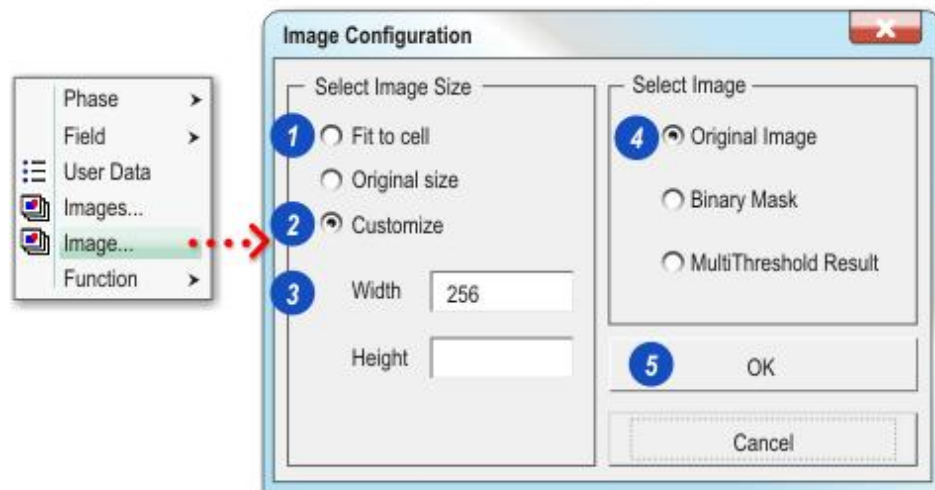 Phase
Field
User Data
Images...
Image...
Function
Image Configuration
Select Image Size
1 Fit to cell
Original size
2 Customize
3 Width 256
Height
Select Image
4 Original Image
Binary Mask
MultiThreshold Result
5 OK
Cancel